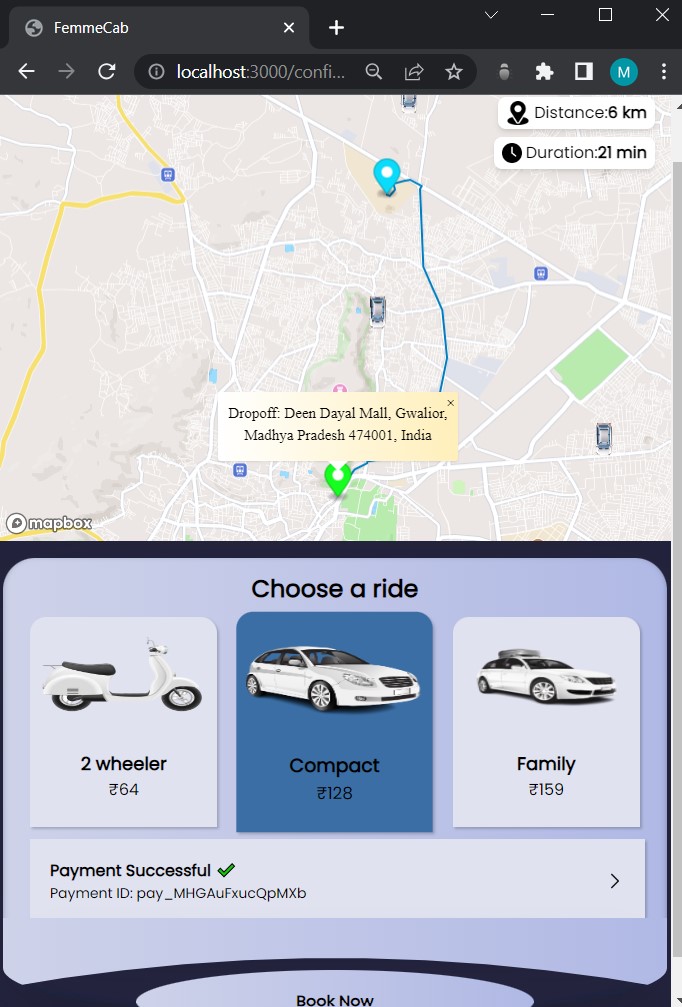 FemmeCab
localhost:3000/confi...
M
Distance:6 km
Duration:21 min
Dropoff: Deen Dayal Mall, Gwalior,
Madhya Pradesh 474001, India
mapbox
Choose a ride
2 wheeler
₹64
Compact
₹128
Family
₹159
Payment Successful
Payment ID: pay_MHGAuFxucQpMXb
Book Now